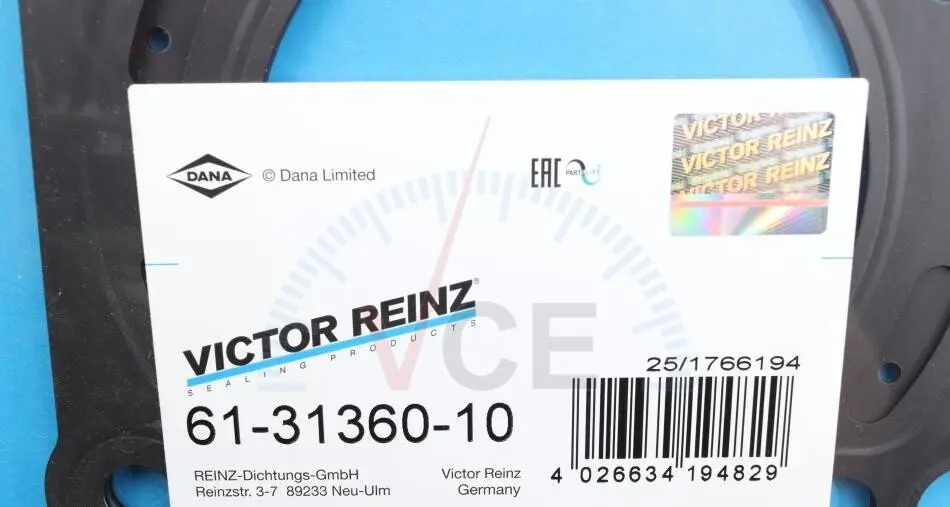 DANA
© Dana Limited
EAC
PARTSLIFE
VICTOR REINZ
VICTOR REINZ
VICTOR REINZ
VICTOR REINZ®
SEALING PRODUCTS
VCE
25/1766194
61-31360-10
REINZ-Dichtungs-GmbH
Reinzstr. 3-7 89233 Neu-Ulm
Victor Reinz
Germany
4 026634 194829